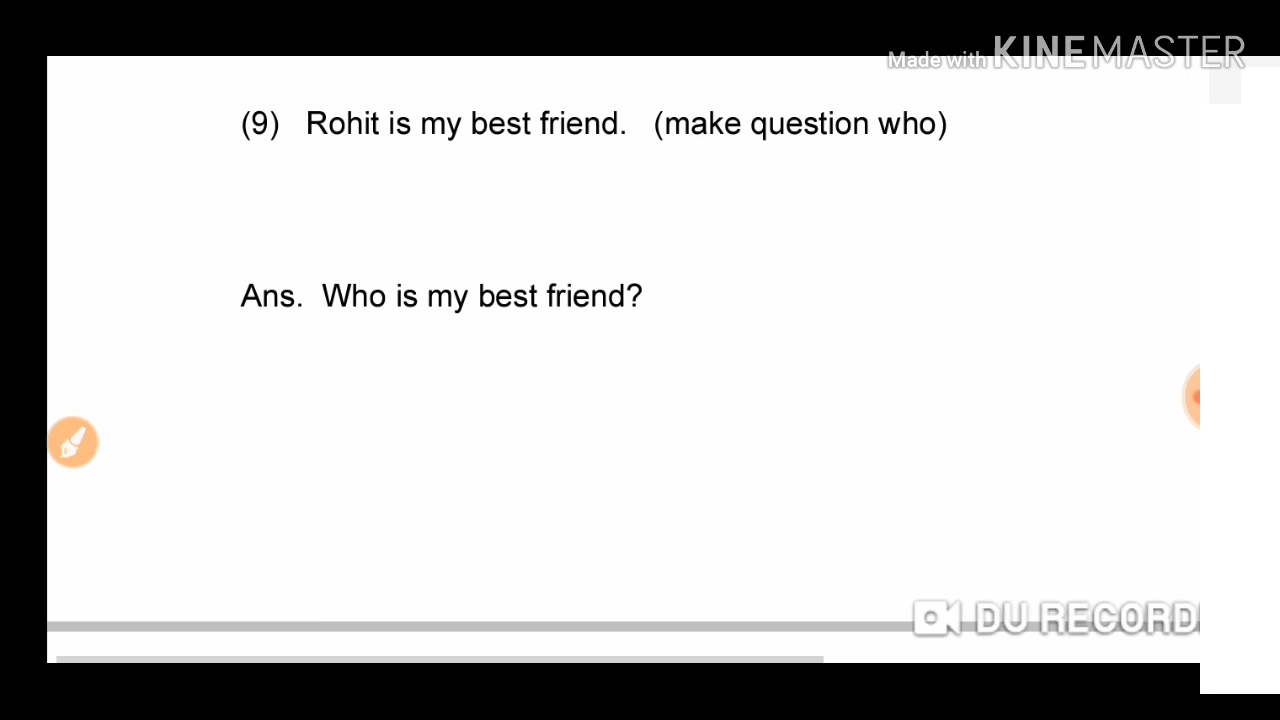 Made with KINEMASTER
(9) Rohit is my best friend. (make question who)
Ans. Who is my best friend?
DU RECORD